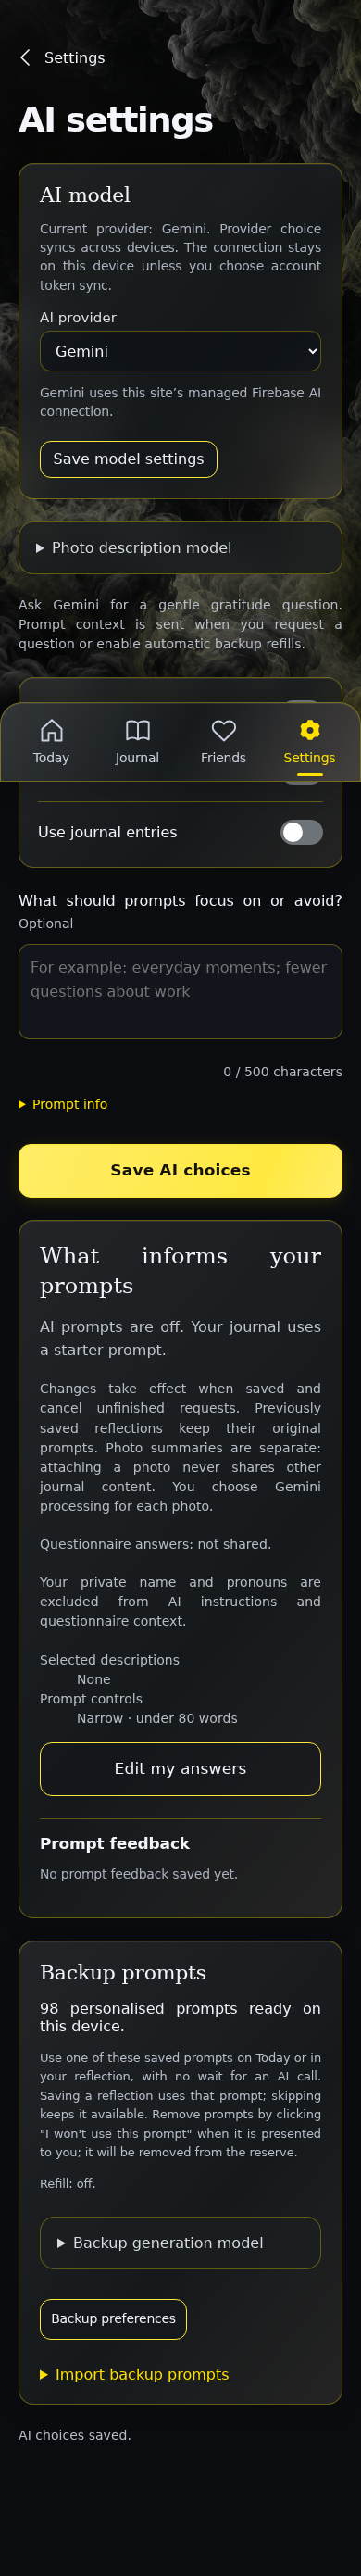 Settings
AI settings
AI model
Current provider: Gemini. Provider choice
syncs across devices. The connection stays
on this device unless you choose account
token sync.
AI provider
Gemini
Gemini uses this site’s managed Firebase AI
connection.
Save model settings
Photo description model
Ask Gemini for a gentle gratitude question.
Prompt context is sent when you request a
question or enable automatic backup refills.
Today Journal Friends Settings
Use journal entries
What should prompts focus on or avoid?
Optional
For example: everyday moments; fewer
questions about work
0 / 500 characters
Prompt info
Save AI choices
What informs your
prompts
AI prompts are off. Your journal uses
a starter prompt.
Changes take effect when saved and
cancel unfinished requests. Previously
saved reflections keep their original
prompts. Photo summaries are separate:
attaching a photo never shares other
journal content. You choose Gemini
processing for each photo.
Questionnaire answers: not shared.
Your private name and pronouns are
excluded from AI instructions and
questionnaire context.
Selected descriptions
None
Prompt controls
Narrow · under 80 words
Edit my answers
Prompt feedback
No prompt feedback saved yet.
Backup prompts
98 personalised prompts ready on
this device.
Use one of these saved prompts on Today or in
your reflection, with no wait for an AI call.
Saving a reflection uses that prompt; skipping
keeps it available. Remove prompts by clicking
"I won't use this prompt" when it is presented
to you; it will be removed from the reserve.
Refill: off.
Backup generation model
Backup preferences
Import backup prompts
AI choices saved.